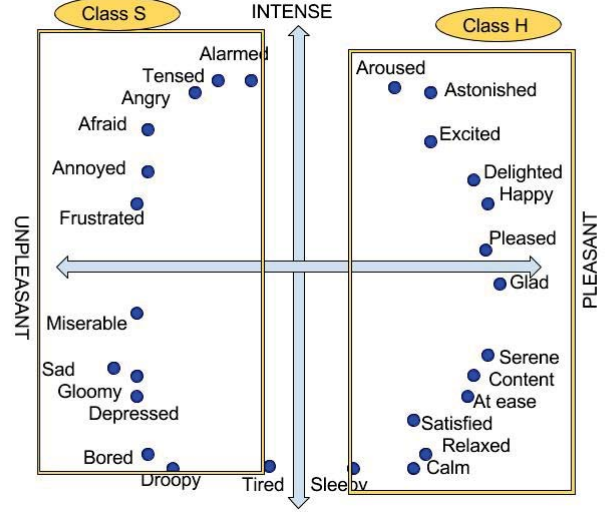 Class S
INTENSE
Class H
Alarmed
Aroused
Tensed
Astonished
Angry
Afraid
Excited
Annoyed
Delighted
Happy
Frustrated
UNPLEASANT
PLEASANT
Pleased
Glad
Miserable
Serene
Sad
Content
Gloomy
At ease
Depressed
Satisfied
Relaxed
Bored
Calm
Droopy
Tired
Sleepy